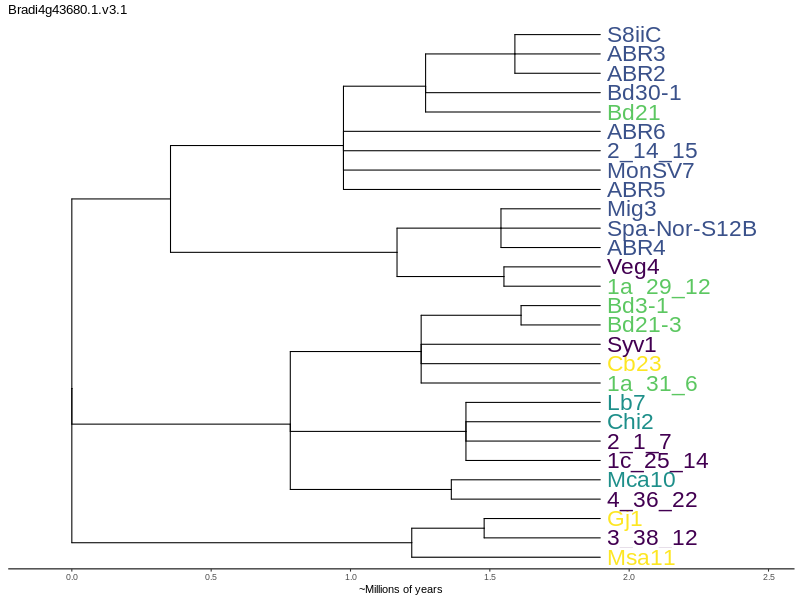 Bradi4g43680.1.v3.1
S8iiC
ABR3
ABR2
Bd30-1
Bd21
ABR6
2_14_15
MonSV7
ABR5
Mig3
Spa-Nor-S12B
ABR4
Veg4
1a_29_12
Bd3-1
Bd21-3
Syv1
Cb23
1a_31_6
Lb7
Chi2
2_1_7
1c_25_14
Mca10
4_36_22
Gj1
3_38_12
Msa11
0.0 0.5 1.0 1.5 2.0 2.5
~Millions of years